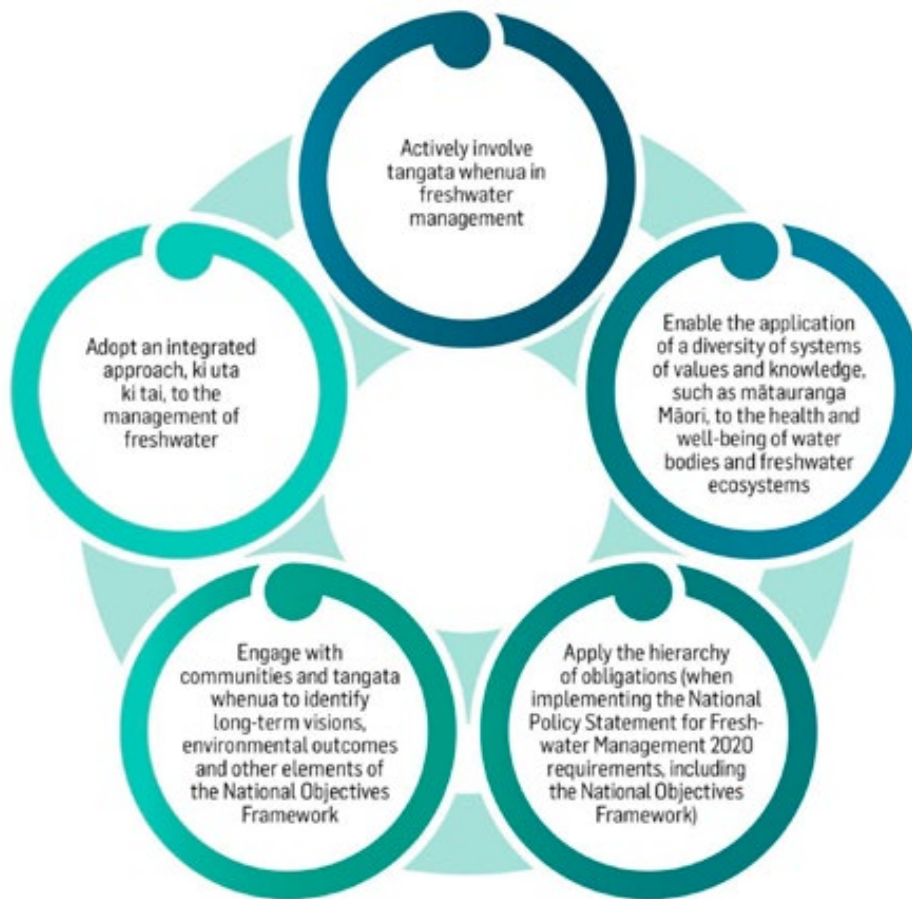 Actively involve
tangata whenua in
freshwater
management
Enable the application
of a diversity of systems
of values and knowledge,
such as mātauranga
Māori, to the health and
well-being of water
bodies and freshwater
ecosystems
Apply the hierarchy
of obligations (when
implementing the National
Policy Statement for Fresh-
water Management 2020
requirements, including
the National Objectives
Framework)
Engage with
communities and tangata
whenua to identify
long-term visions,
environmental outcomes
and other elements of
the National Objectives
Framework
Adopt an integrated
approach, ki uta
ki tai, to the
management of
freshwater